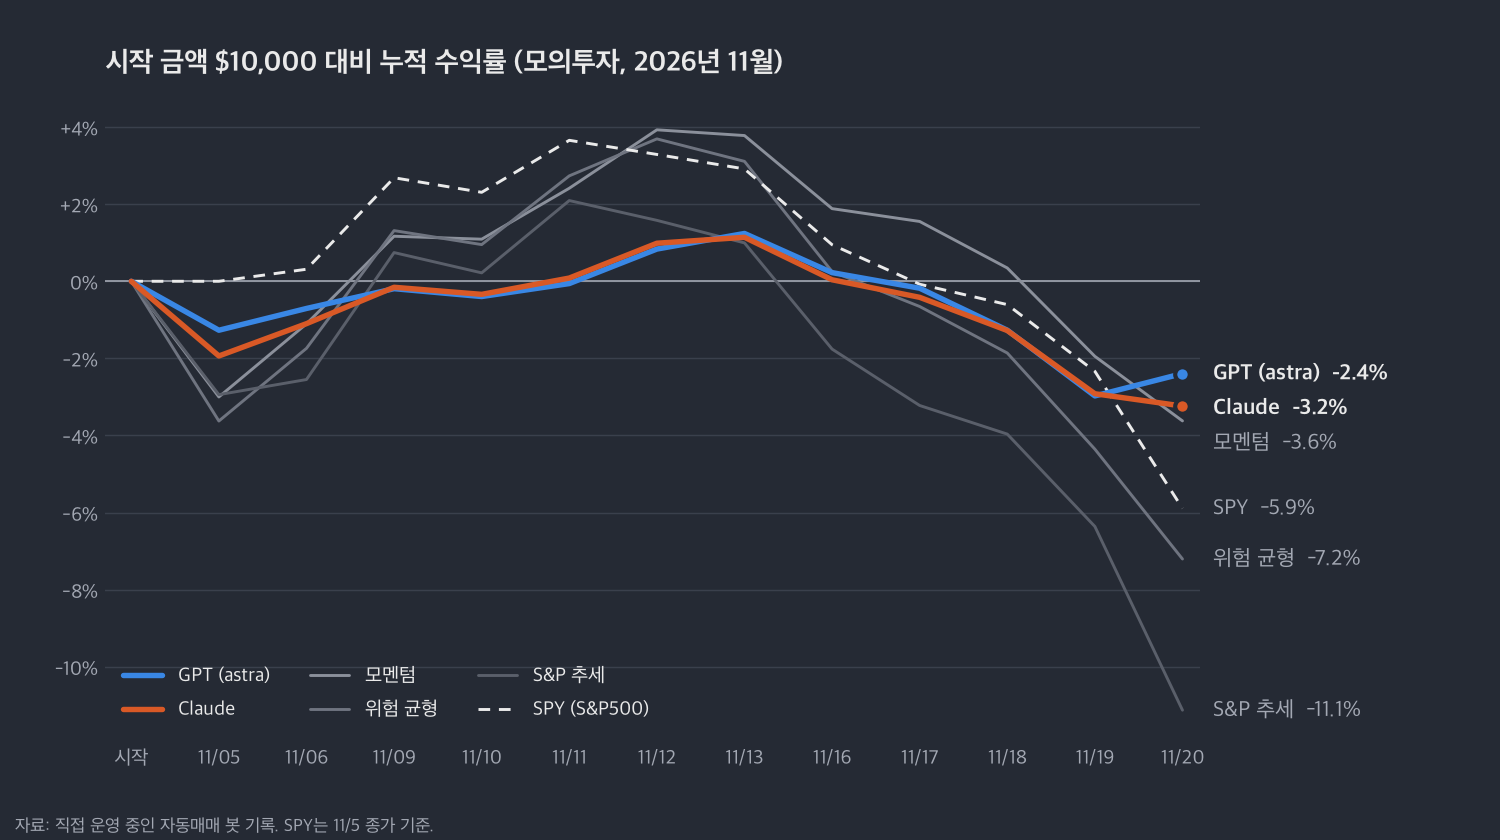 시작 금액 $10,000 대비 누적 수익률 (모의투자, 2026년 11월)
+4%
+2%
0%
-2%
-4%
-6%
-8%
-10%
GPT (astra) -2.4%
Claude -3.2%
모멘텀 -3.6%
SPY -5.9%
위험 균형 -7.2%
S&P 추세 -11.1%
GPT (astra) 모멘텀 S&P 추세
Claude 위험 균형 SPY (S&P500)
시작 11/05 11/06 11/09 11/10 11/11 11/12 11/13 11/16 11/17 11/18 11/19 11/20
자료: 직접 운영 중인 자동매매 봇 기록. SPY는 11/5 종가 기준.